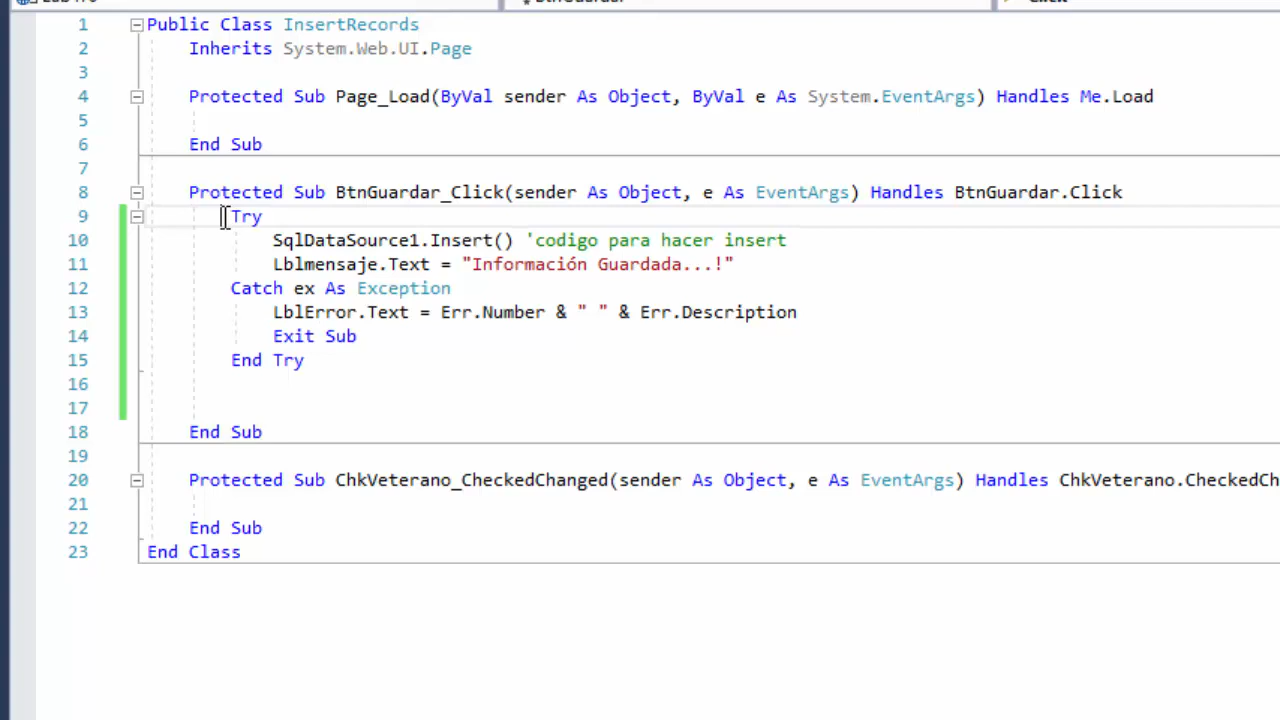 1 Public Class InsertRecords
2 Inherits System.Web.UI.Page
3
4 Protected Sub Page_Load(ByVal sender As Object, ByVal e As System.EventArgs) Handles Me.Load
5
6 End Sub
7
8 Protected Sub BtnGuardar_Click(sender As Object, e As EventArgs) Handles BtnGuardar.Click
9 Try
10 SqlDataSource1.Insert() 'codigo para hacer insert
11 Lblmensaje.Text = "Información Guardada...!"
12 Catch ex As Exception
13 LblError.Text = Err.Number & " " & Err.Description
14 Exit Sub
15 End Try
16
17
18 End Sub
19
20 Protected Sub ChkVeterano_CheckedChanged(sender As Object, e As EventArgs) Handles ChkVeterano.CheckedCh
21
22 End Sub
23 End Class